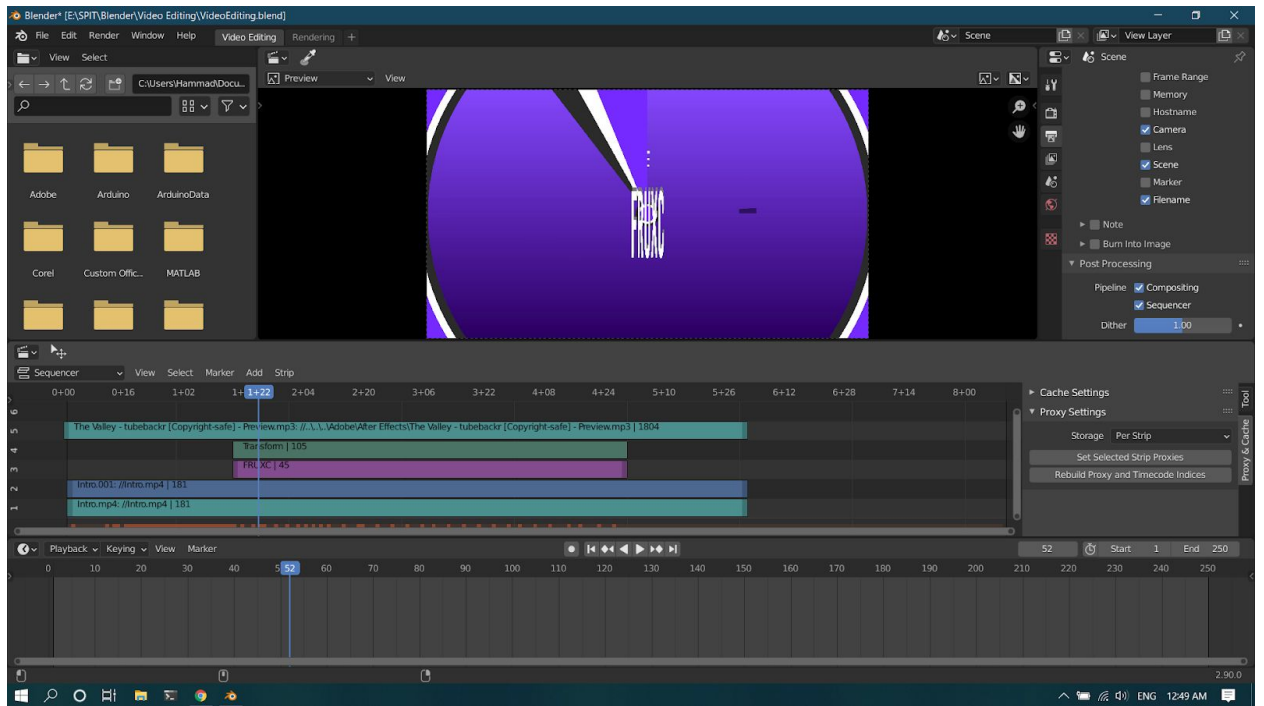 Blender* [E:\SPIT\Blender\Video Editing\VideoEditing.blend]
File Edit Render Window Help Video Editing Rendering + Scene View Layer
View Select
Scene
C:\Users\Hammad\Docu...
Preview View
Frame Range
Memory
Hostname
Camera
Lens
Scene
Marker
Filename
Adobe Arduino ArduinoData
Note
Burn Into Image
Corel Custom Offic... MATLAB
Post Processing
Pipeline Compositing
Sequencer
Dither 1.00
FRUXC
Sequencer View Select Marker Add Strip
0+00 0+16 1+02 1+22 2+04 2+20 3+06 3+22 4+08 4+24 5+10 5+26 6+12 6+28 7+14 8+00
Cache Settings
Proxy Settings
Storage Per Strip
Set Selected Strip Proxies
Rebuild Proxy and Timecode Indices
Tool
Proxy & Cache
6
5 The Valley - tubebackr [Copyright-safe] - Preview.mp3: //..\..\..\Adobe\After Effects\The Valley - tubebackr [Copyright-safe] - Preview.mp3 | 1804
4 Transform | 105
3 FRUXC | 45
2 Intro.001: //Intro.mp4 | 181
1 Intro.mp4: //Intro.mp4 | 181
Playback Keying View Marker 52 Start 1 End 250
0 10 20 30 40 52 60 70 80 90 100 110 120 130 140 150 160 170 180 190 200 210 220 230 240 250
2.90.0
ENG 12:49 AM